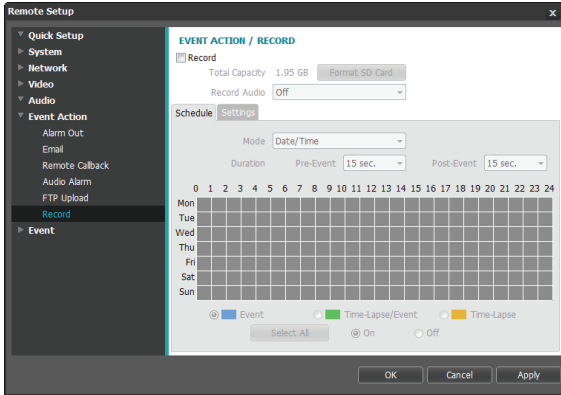 Remote Setup
x
Quick Setup
System
Network
Video
Audio
Event Action
Alarm Out
Email
Remote Callback
Audio Alarm
FTP Upload
Record
Event
EVENT ACTION / RECORD
Record
Total Capacity 1.95 GB Format SD Card
Record Audio Off
Schedule Settings
Mode Date/Time
Duration Pre-Event 15 sec. Post-Event 15 sec.
0 1 2 3 4 5 6 7 8 9 10 11 12 13 14 15 16 17 18 19 20 21 22 23 24
Mon
Tue
Wed
Thu
Fri
Sat
Sun
Event Time-Lapse/Event Time-Lapse
Select All On Off
OK Cancel Apply